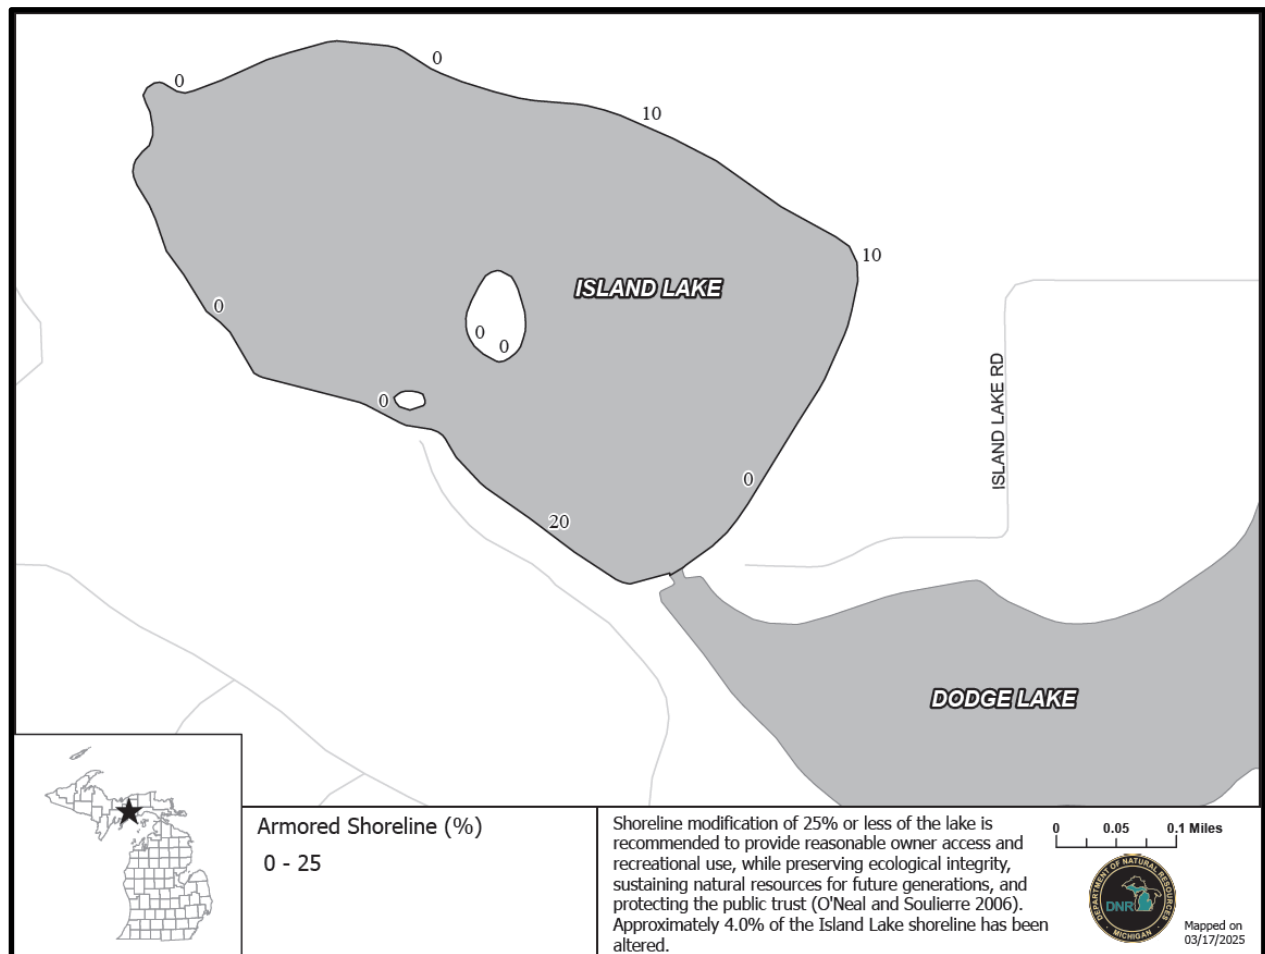 0
0
10
10
ISLAND LAKE
0
0
0
0
ISLAND LAKE RD
0
20
DODGE LAKE
Armored Shoreline (%)
0 - 25
Shoreline modification of 25% or less of the lake is
recommended to provide reasonable owner access and
recreational use, while preserving ecological integrity,
sustaining natural resources for future generations, and
protecting the public trust (O'Neal and Soulierre 2006).
Approximately 4.0% of the Island Lake shoreline has been
altered.
0 0.05 0.1 Miles
DEPARTMENT OF NATURAL RESOURCES
DNR
MICHIGAN
Mapped on
03/17/2025